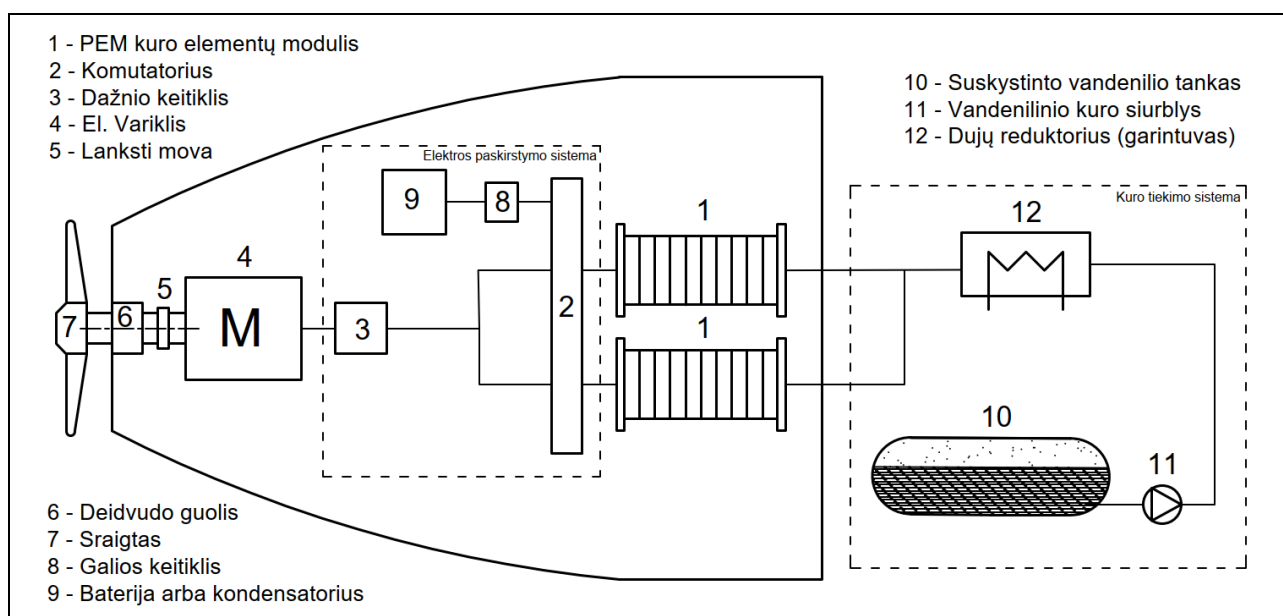 1 - PEM kuro elementų modulis
2 - Komutatorius
3 - Dažnio keitiklis
4 - El. Variklis
5 - Lanksti mova
10 - Suskystinto vandenilio tankas
11 - Vandenilinio kuro siurblys
12 - Dujų reduktorius (garintuvas)
Elektros paskirstymo sistema
Kuro tiekimo sistema
9
8
1
12
4
5
2
7
6
M
3
1
10
11
6 - Deidvudo guolis
7 - Sraigtas
8 - Galios keitiklis
9 - Baterija arba kondensatorius